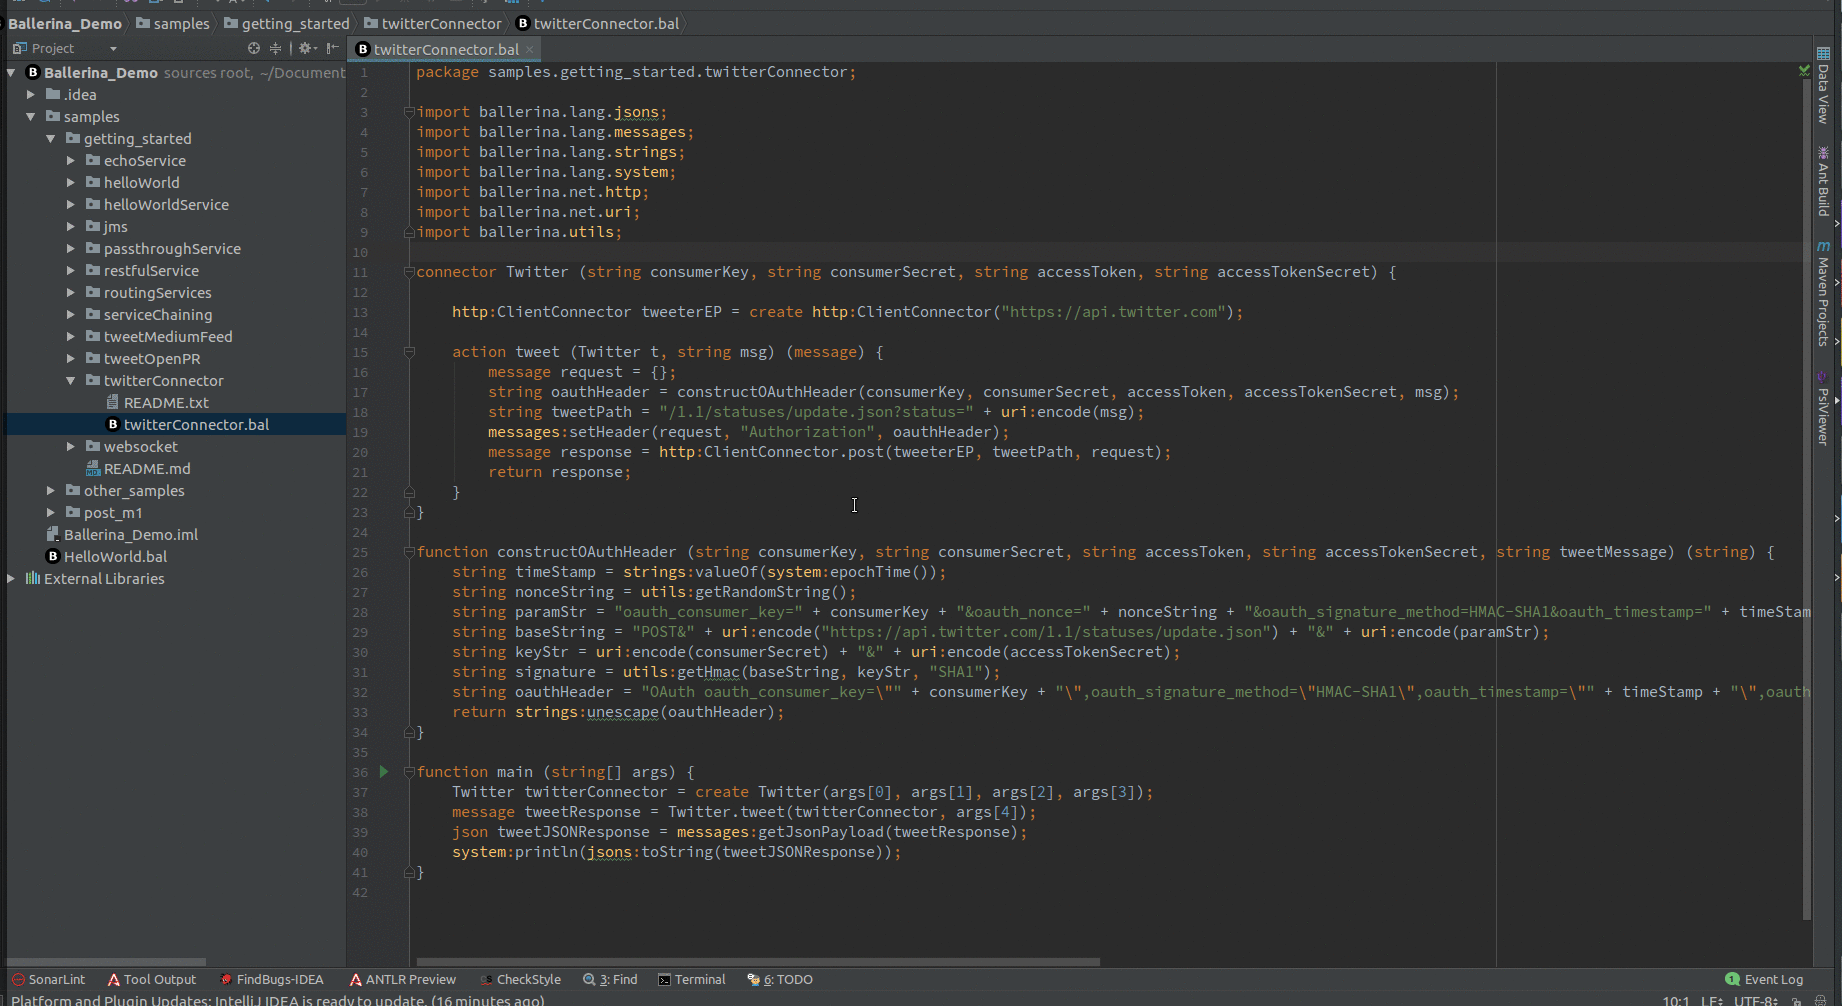 Ballerina_Demo samples getting_started twitterConnector twitterConnector.bal
Project
twitterConnector.bal
Ballerina_Demo sources root, ~/Document
.idea
samples
getting_started
echoService
helloWorld
helloWorldService
jms
passthroughService
restfulService
routingServices
serviceChaining
tweetMediumFeed
tweetOpenPR
twitterConnector
README.txt
twitterConnector.bal
websocket
README.md
other_samples
post_m1
Ballerina_Demo.iml
HelloWorld.bal
External Libraries
1 package samples.getting_started.twitterConnector;
2
3 import ballerina.lang.jsons;
4 import ballerina.lang.messages;
5 import ballerina.lang.strings;
6 import ballerina.lang.system;
7 import ballerina.net.http;
8 import ballerina.net.uri;
9 import ballerina.utils;
10
11 connector Twitter (string consumerKey, string consumerSecret, string accessToken, string accessTokenSecret) {
12
13 http:ClientConnector tweeterEP = create http:ClientConnector("https://api.twitter.com");
14
15 action tweet (Twitter t, string msg) (message) {
16 message request = {};
17 string oauthHeader = constructOAuthHeader(consumerKey, consumerSecret, accessToken, accessTokenSecret, msg);
18 string tweetPath = "/1.1/statuses/update.json?status=" + uri:encode(msg);
19 messages:setHeader(request, "Authorization", oauthHeader);
20 message response = http:ClientConnector.post(tweeterEP, tweetPath, request);
21 return response;
22 }
23 }
24
25 function constructOAuthHeader (string consumerKey, string consumerSecret, string accessToken, string accessTokenSecret, string tweetMessage) (string) {
26 string timeStamp = strings:valueOf(system:epochTime());
27 string nonceString = utils:getRandomString();
28 string paramStr = "oauth_consumer_key=" + consumerKey + "&oauth_nonce=" + nonceString + "&oauth_signature_method=HMAC-SHA1&oauth_timestamp=" + timeStam
29 string baseString = "POST&" + uri:encode("https://api.twitter.com/1.1/statuses/update.json") + "&" + uri:encode(paramStr);
30 string keyStr = uri:encode(consumerSecret) + "&" + uri:encode(accessTokenSecret);
31 string signature = utils:getHmac(baseString, keyStr, "SHA1");
32 string oauthHeader = "OAuth oauth_consumer_key=\"" + consumerKey + "\",oauth_signature_method=\"HMAC-SHA1\",oauth_timestamp=\"" + timeStamp + "\",oauth
33 return strings:unescape(oauthHeader);
34 }
35
36 function main (string[] args) {
37 Twitter twitterConnector = create Twitter(args[0], args[1], args[2], args[3]);
38 message tweetResponse = Twitter.tweet(twitterConnector, args[4]);
39 json tweetJSONResponse = messages:getJsonPayload(tweetResponse);
40 system:println(jsons:toString(tweetJSONResponse));
41 }
42
Data View
Ant Build
Maven Projects
PsiViewer
SonarLint Tool Output FindBugs-IDEA ANTLR Preview CheckStyle 3: Find Terminal 6: TODO 1 Event Log
Platform and Plugin Updates: IntelliJ IDEA is ready to update. (16 minutes ago) 10:1 LF UTF-8